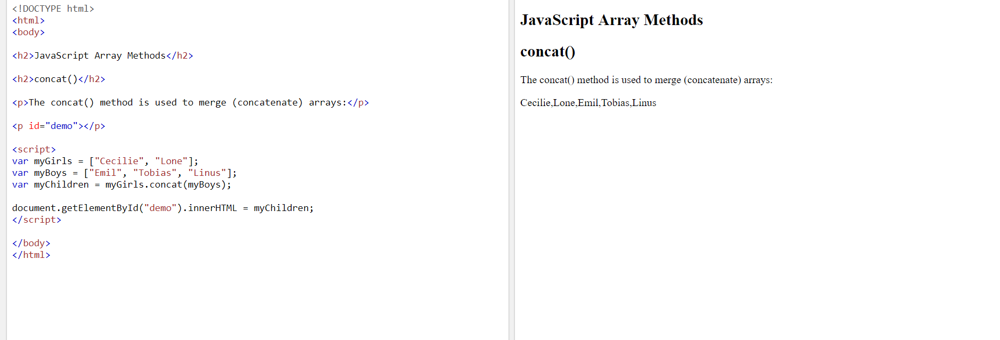 <!DOCTYPE html>
<html>
<body>
<h2>JavaScript Array Methods</h2>
<h2>concat()</h2>
<p>The concat() method is used to merge (concatenate) arrays:</p>
<p id="demo"></p>
<script>
var myGirls = ["Cecilie", "Lone"];
var myBoys = ["Emil", "Tobias", "Linus"];
var myChildren = myGirls.concat(myBoys);
document.getElementById("demo").innerHTML = myChildren;
</script>
</body>
</html>
JavaScript Array Methods
concat()
The concat() method is used to merge (concatenate) arrays:
Cecilie,Lone,Emil,Tobias,Linus